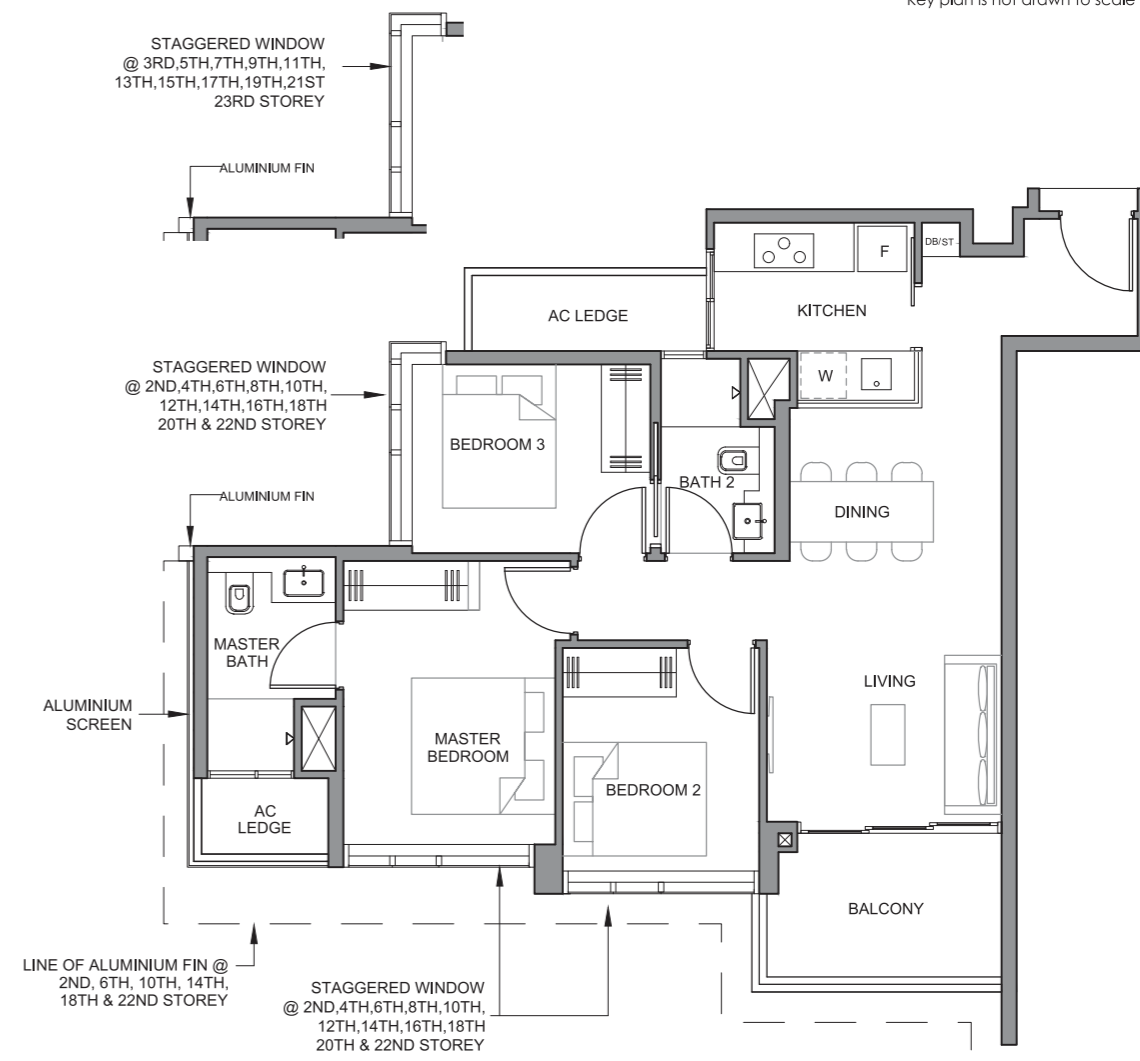 Key plan is not drawn to scale
STAGGERED WINDOW
@ 3RD,5TH,7TH,9TH,11TH,
13TH,15TH,17TH,19TH,21ST
23RD STOREY
ALUMINIUM FIN
DB/ST
F
KITCHEN
AC LEDGE
STAGGERED WINDOW
@ 2ND,4TH,6TH,8TH,10TH,
12TH,14TH,16TH,18TH
20TH & 22ND STOREY
W
BEDROOM 3
BATH 2
ALUMINIUM FIN
DINING
MASTER
BATH
LIVING
ALUMINIUM
SCREEN
MASTER
BEDROOM
BEDROOM 2
AC
LEDGE
BALCONY
LINE OF ALUMINIUM FIN @
2ND, 6TH, 10TH, 14TH,
18TH & 22ND STOREY
STAGGERED WINDOW
@ 2ND,4TH,6TH,8TH,10TH,
12TH,14TH,16TH,18TH
20TH & 22ND STOREY